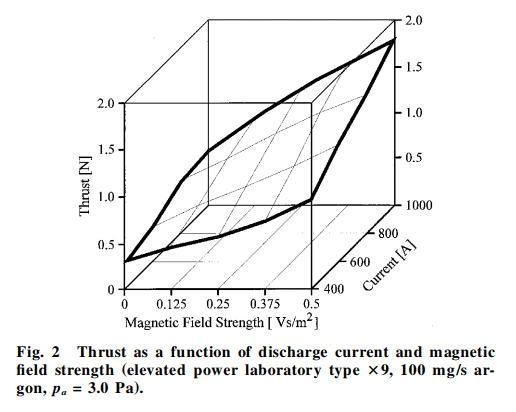 2.0
1.5
1.0
0.5
2.0
1.5
1.0
0.5
0
Thrust [N]
1000
800
600
400
Current [A]
0 0.125 0.25 0.375 0.5
Magnetic Field Strength [ Vs/m²]
Fig. 2 Thrust as a function of discharge current and magnetic
field strength (elevated power laboratory type ×9, 100 mg/s ar-
gon, pₐ = 3.0 Pa).